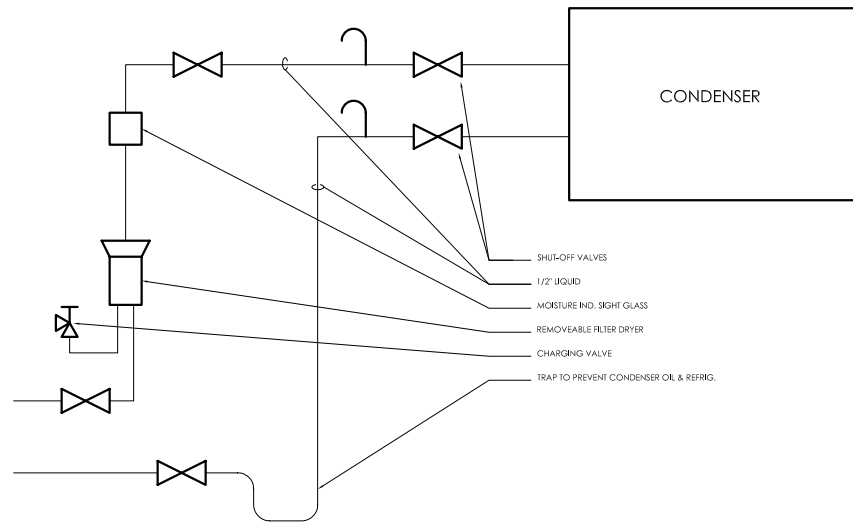 CONDENSER
SHUT-OFF VALVES
1/2" LIQUID
MOISTURE IND. SIGHT GLASS
REMOVEABLE FILTER DRYER
CHARGING VALVE
TRAP TO PREVENT CONDENSER OIL & REFRIG.